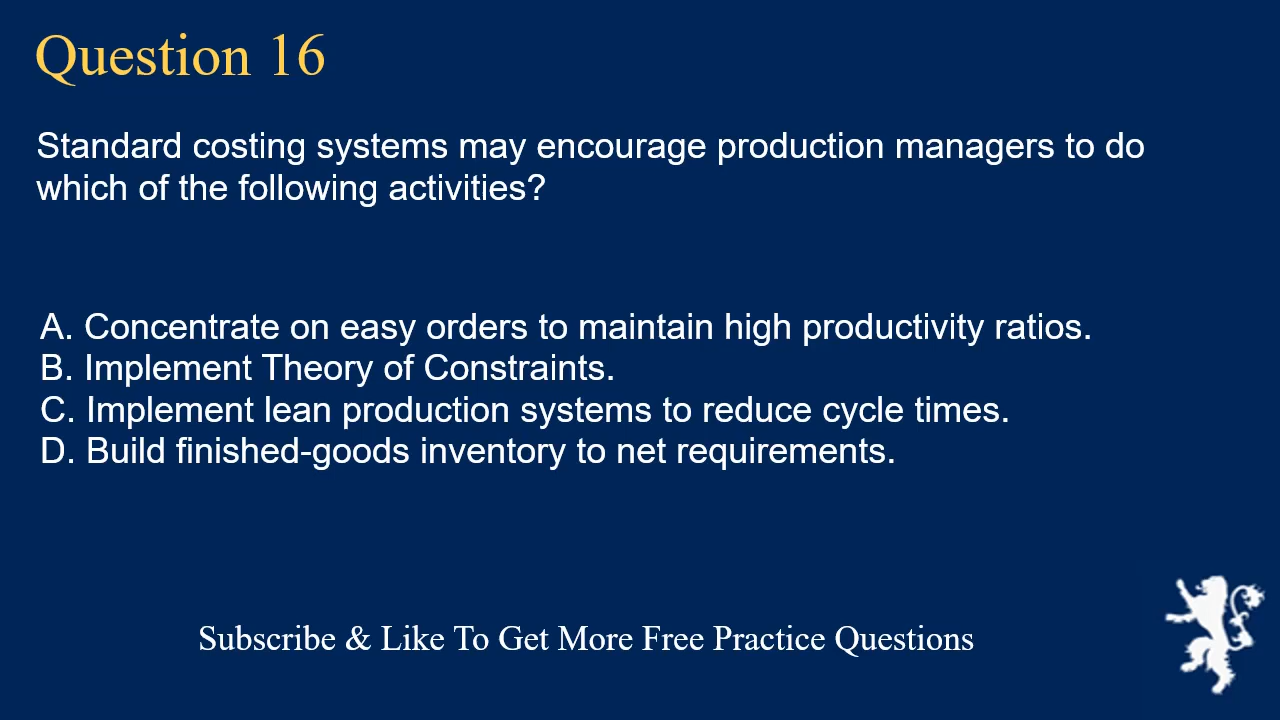 Question 16
Standard costing systems may encourage production managers to do
which of the following activities?
A. Concentrate on easy orders to maintain high productivity ratios.
B. Implement Theory of Constraints.
C. Implement lean production systems to reduce cycle times.
D. Build finished-goods inventory to net requirements.
Subscribe & Like To Get More Free Practice Questions